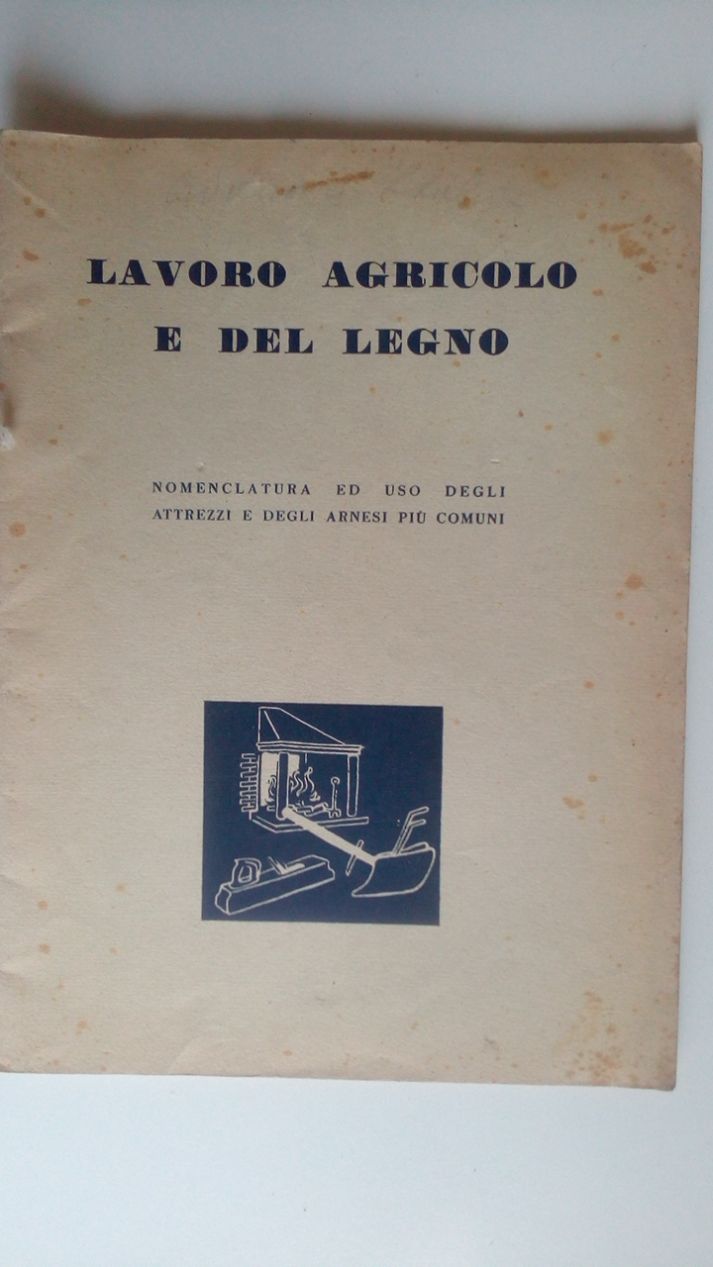 LAVORO AGRICOLO
E DEL LEGNO
NOMENCLATURA ED USO DEGLI
ATTREZZI E DEGLI ARNESI PIÙ COMUNI